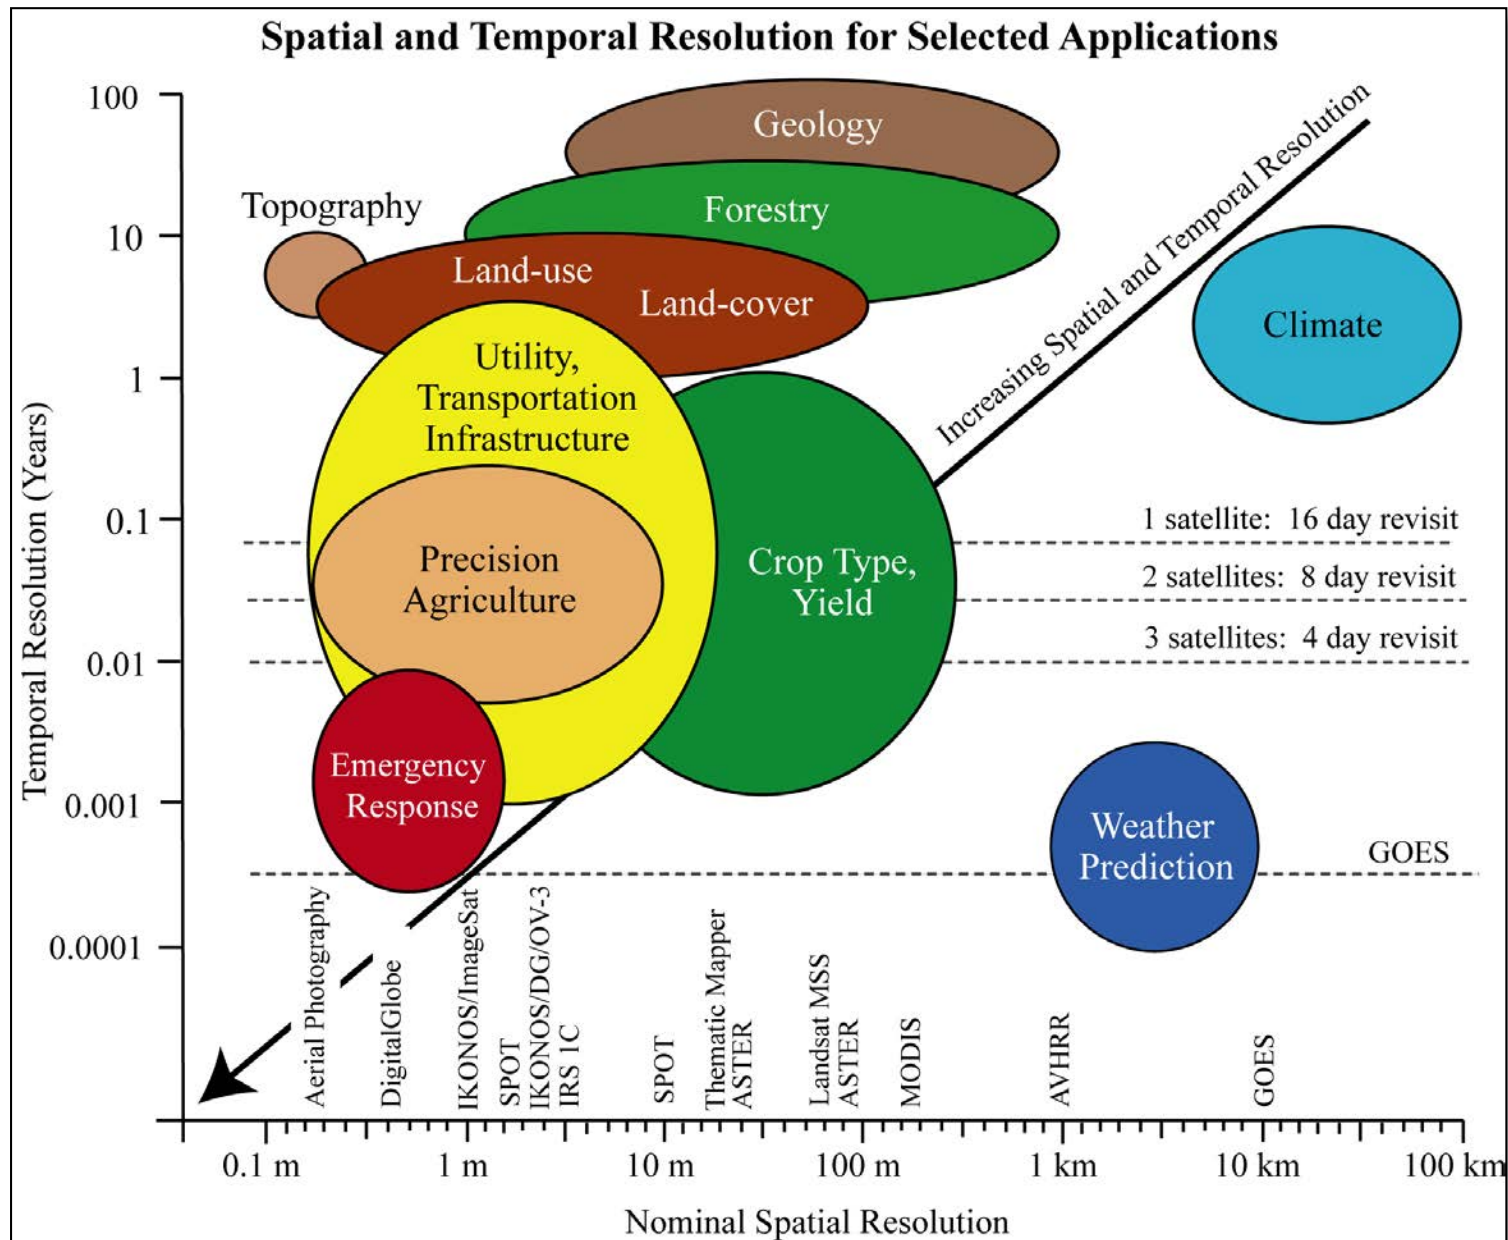 Spatial and Temporal Resolution for Selected Applications
100
10
1
0.1
0.01
0.001
0.0001
Temporal Resolution (Years)
Geology
Topography
Forestry
Land-use
Land-cover
Increasing Spatial and Temporal Resolution
Climate
Utility,
Transportation
Infrastructure
Precision
Agriculture
Crop Type,
Yield
1 satellite: 16 day revisit
2 satellites: 8 day revisit
3 satellites: 4 day revisit
Emergency
Response
Weather
Prediction
GOES
Aerial Photography
DigitalGlobe
IKONOS/ImageSat
SPOT
IKONOS/DG/OV-3
IRS 1C
SPOT
Thematic Mapper
ASTER
Landsat MSS
ASTER
MODIS
AVHRR
GOES
0.1 m
1 m
10 m
100 m
1 km
10 km
100 km
Nominal Spatial Resolution